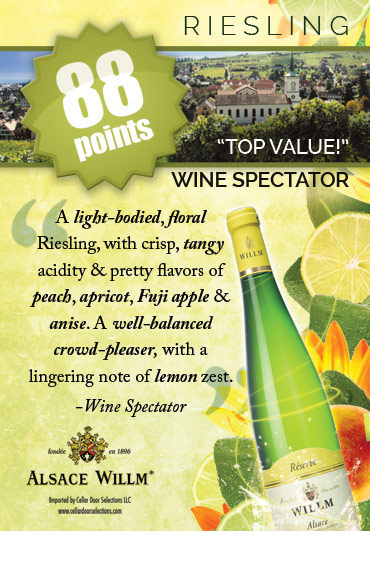 RIESLING
88
points
“TOP VALUE!”
WINE SPECTATOR
“
A light-bodied, floral
Riesling, with crisp, tangy
acidity & pretty flavors of
peach, apricot, Fuji apple &
anise. A well-balanced
crowd-pleaser, with a
lingering note of lemon zest.
”
-Wine Spectator
fondée en 1896
ALSACE WILLM®
Imported by Cellar Door Selections LLC
www.cellardoorselections.com
WILLM
Réserve
WILLM
Alsace